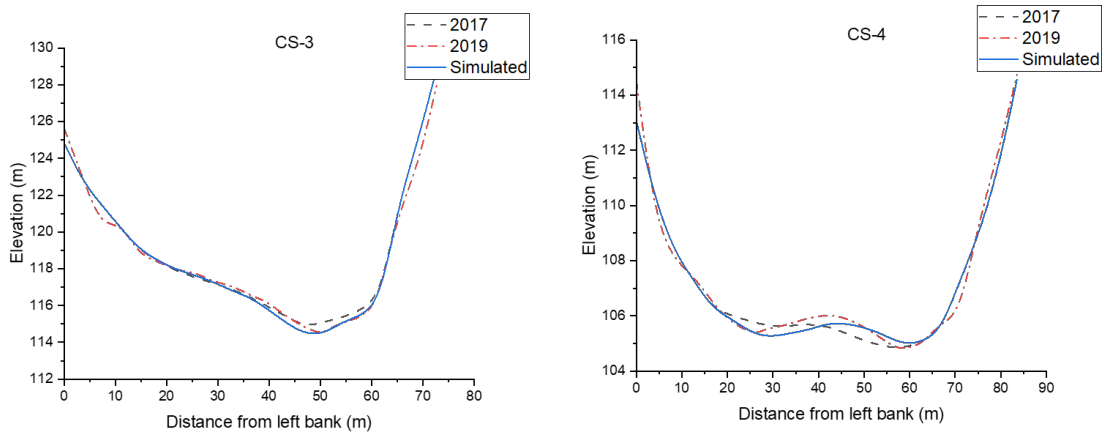 CS-3
2017
2019
Simulated
130
128
126
124
122
120
118
116
114
112
Elevation (m)
0 10 20 30 40 50 60 70 80
Distance from left bank (m)
CS-4
2017
2019
Simulated
116
114
112
110
108
106
104
Elevation (m)
0 10 20 30 40 50 60 70 80 90
Distance from left bank (m)